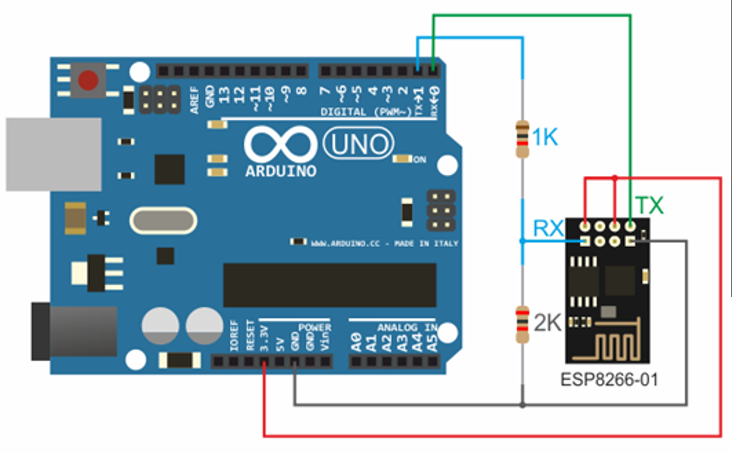 AREF
GND
13
12
~11
~10
~9
8
7
~6
~5
4
~3
2
TX→1
RX←0
DIGITAL (PWM~)
UNO
ARDUINO
ON
WWW.ARDUINO.CC - MADE IN ITALY
1K
TX
RX
2K
ESP8266-01
POWER
ANALOG IN
IOREF
RESET
3.3V
5V
GND
GND
Vin
A0
A1
A2
A3
A4
A5